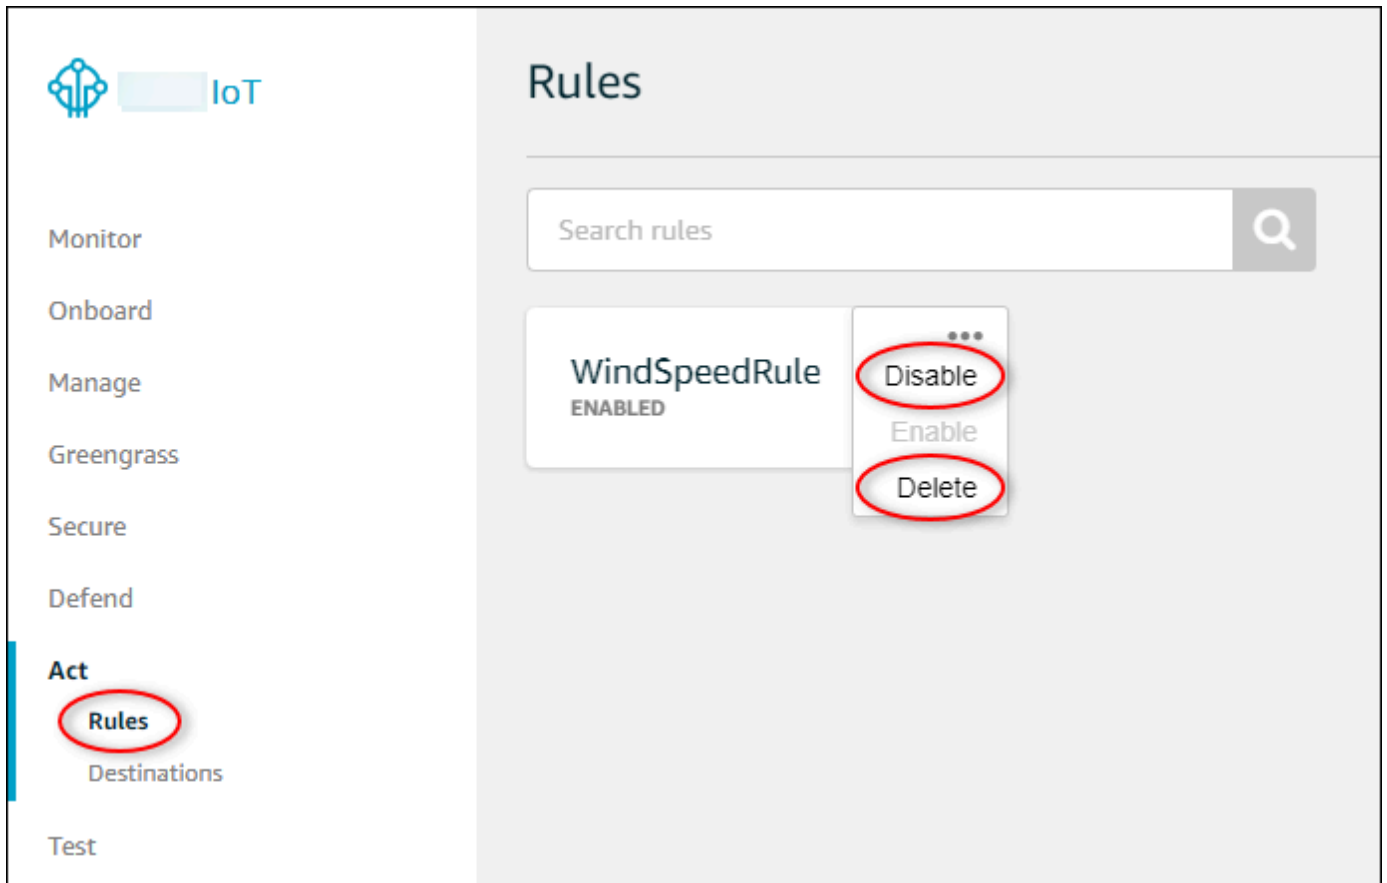 IoT
Monitor
Onboard
Manage
Greengrass
Secure
Defend
Act
Rules
Destinations
Test
Rules
Search rules
WindSpeedRule
ENABLED
•••
Disable
Enable
Delete